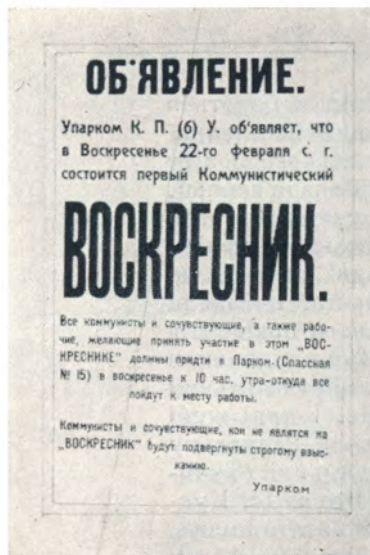 ОБ'ЯВЛЕНИЕ.
Упарком К. П. (б) У. об'являет, что
в Воскресенье 22-го февраля с. г.
состоится первый Коммунистический
ВОСКРЕСНИК.
Все коммунисты и сочувствующие, а также рабо-
чие, желающие принять участие в этом „ВОС-
КРЕСНИКЕ" должны придти в Парком (Спасская
№ 15) в воскресенье к 10 час. утра-откуда все
пойдут к месту работы.
Коммунисты и сочувствующие, кои не явятся на
„ВОСКРЕСНИК" будут подвергнуты строгому взыс-
канию.
Упарком